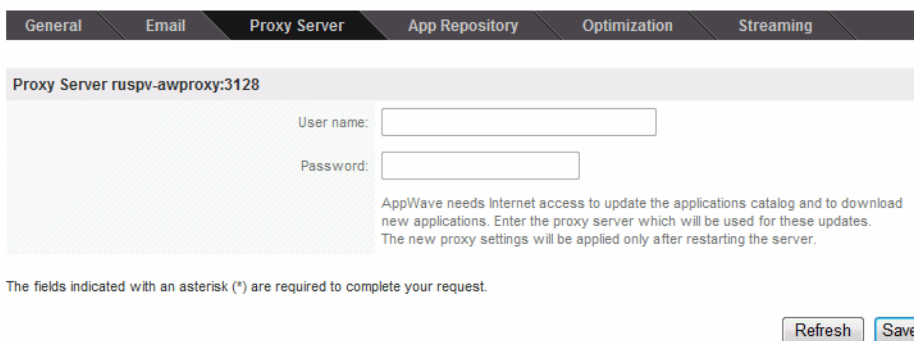 General Email Proxy Server App Repository Optimization Streaming
Proxy Server ruspv-awproxy:3128
User name:
Password:
AppWave needs Internet access to update the applications catalog and to download
new applications. Enter the proxy server which will be used for these updates.
The new proxy settings will be applied only after restarting the server.
The fields indicated with an asterisk (*) are required to complete your request.
Refresh Save